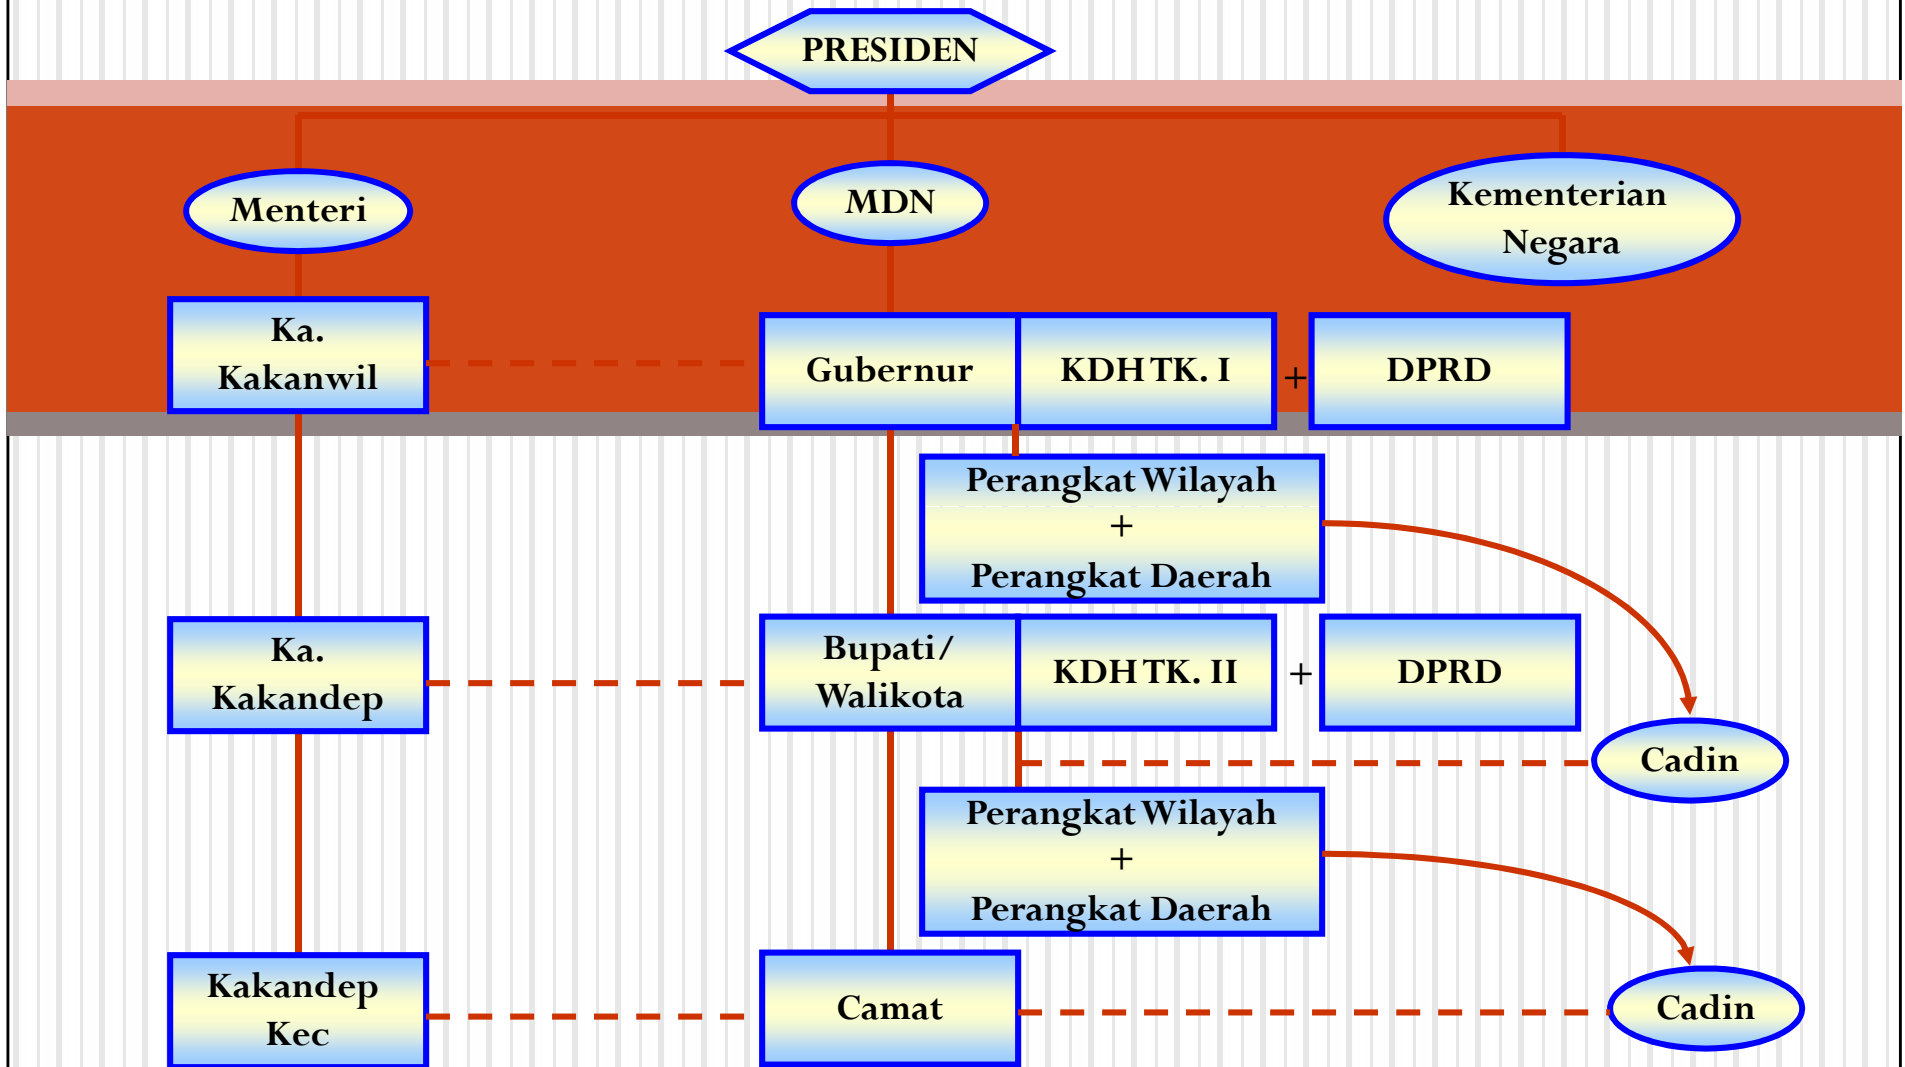 PRESIDEN
Menteri
MDN
Kementerian
Negara
Ka.
Kakanwil
Gubernur
KDH TK. I
+
DPRD
Perangkat Wilayah
+
Perangkat Daerah
Ka.
Kakandep
Bupati/
Walikota
KDH TK. II
+
DPRD
Cadin
Perangkat Wilayah
+
Perangkat Daerah
Kakandep
Kec
Camat
Cadin